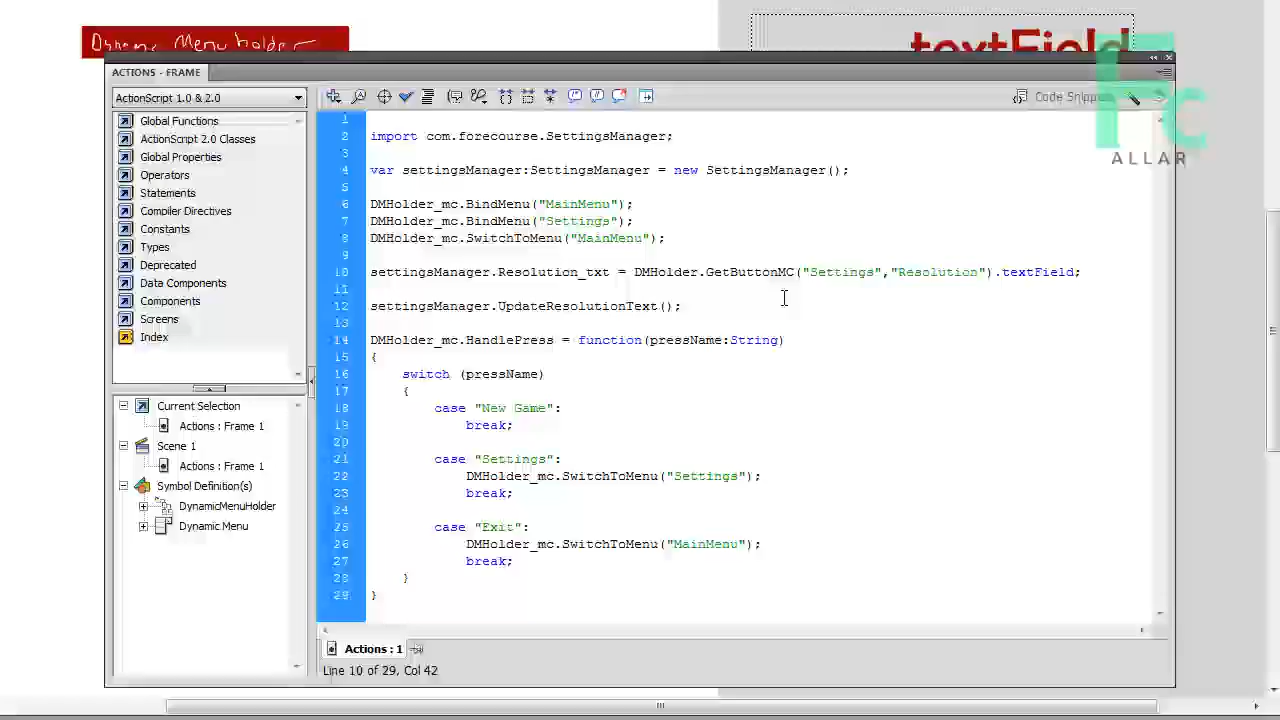 Dynamic Menu holder
textField
ACTIONS - FRAME
ActionScript 1.0 & 2.0
Code Snippets
ALLAR
Global Functions
ActionScript 2.0 Classes
Global Properties
Operators
Statements
Compiler Directives
Constants
Types
Deprecated
Data Components
Components
Screens
Index
Current Selection
Actions : Frame 1
Scene 1
Actions : Frame 1
Symbol Definition(s)
DynamicMenuHolder
Dynamic Menu
1
2 import com.forecourse.SettingsManager;
3
4 var settingsManager:SettingsManager = new SettingsManager();
5
6 DMHolder_mc.BindMenu("MainMenu");
7 DMHolder_mc.BindMenu("Settings");
8 DMHolder_mc.SwitchToMenu("MainMenu");
9
10 settingsManager.Resolution_txt = DMHolder.GetButtonMC("Settings","Resolution").textField;
11
12 settingsManager.UpdateResolutionText();
13
14 DMHolder_mc.HandlePress = function(pressName:String)
15 {
16 switch (pressName)
17 {
18 case "New Game":
19 break;
20
21 case "Settings":
22 DMHolder_mc.SwitchToMenu("Settings");
23 break;
24
25 case "Exit":
26 DMHolder_mc.SwitchToMenu("MainMenu");
27 break;
28 }
29 }
Actions : 1
Line 10 of 29, Col 42